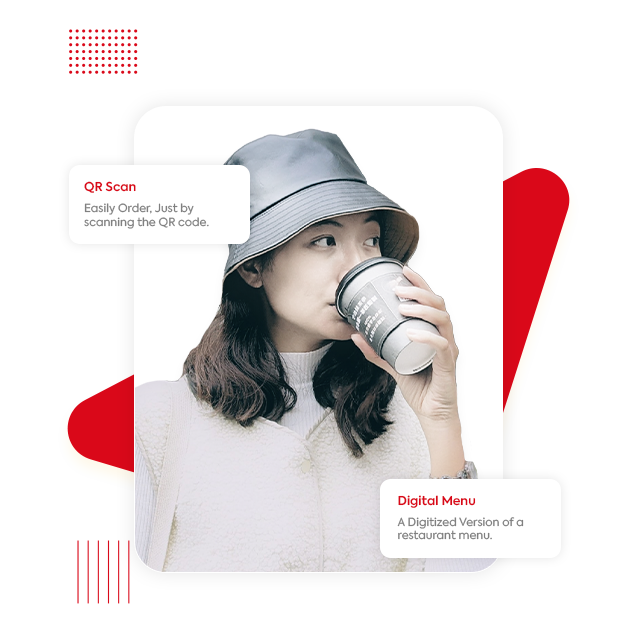 QR Scan
Easily Order, Just by
scanning the QR code.
Digital Menu
A Digitized Version of a
restaurant menu.